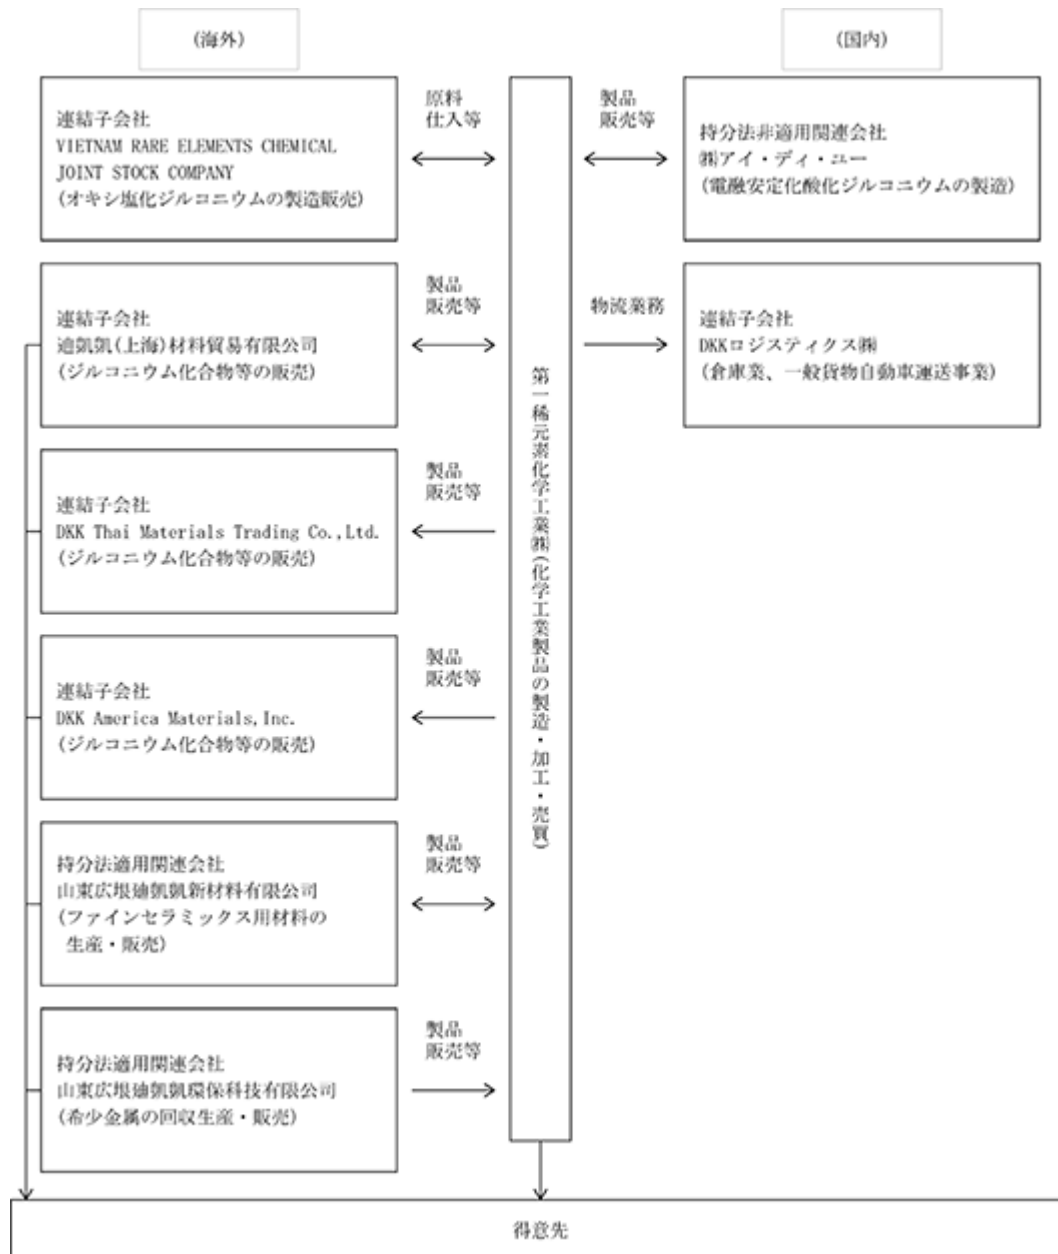 (海外)
(国内)
連結子会社
VIETNAM RARE ELEMENTS CHEMICAL
JOINT STOCK COMPANY
(オキシ塩化ジルコニウムの製造販売)
原料
仕入等
製品
販売等
持分法非適用関連会社
㈱アイ・ディ・ユー
(電融安定化酸化ジルコニウムの製造)
連結子会社
迪凱凱(上海)材料貿易有限公司
(ジルコニウム化合物等の販売)
製品
販売等
物流業務
連結子会社
DKKロジスティクス㈱
(倉庫業、一般貨物自動車運送事業)
第一稀元素化学工業㈱(化学工業製品の製造・加工・売買)
連結子会社
DKK Thai Materials Trading Co.,Ltd.
(ジルコニウム化合物等の販売)
製品
販売等
連結子会社
DKK America Materials,Inc.
(ジルコニウム化合物等の販売)
製品
販売等
持分法適用関連会社
山東広垠迪凱凱新材料有限公司
(ファインセラミックス用材料の
生産・販売)
製品
販売等
持分法適用関連会社
山東広垠迪凱凱環保科技有限公司
(希少金属の回収生産・販売)
製品
販売等
得意先